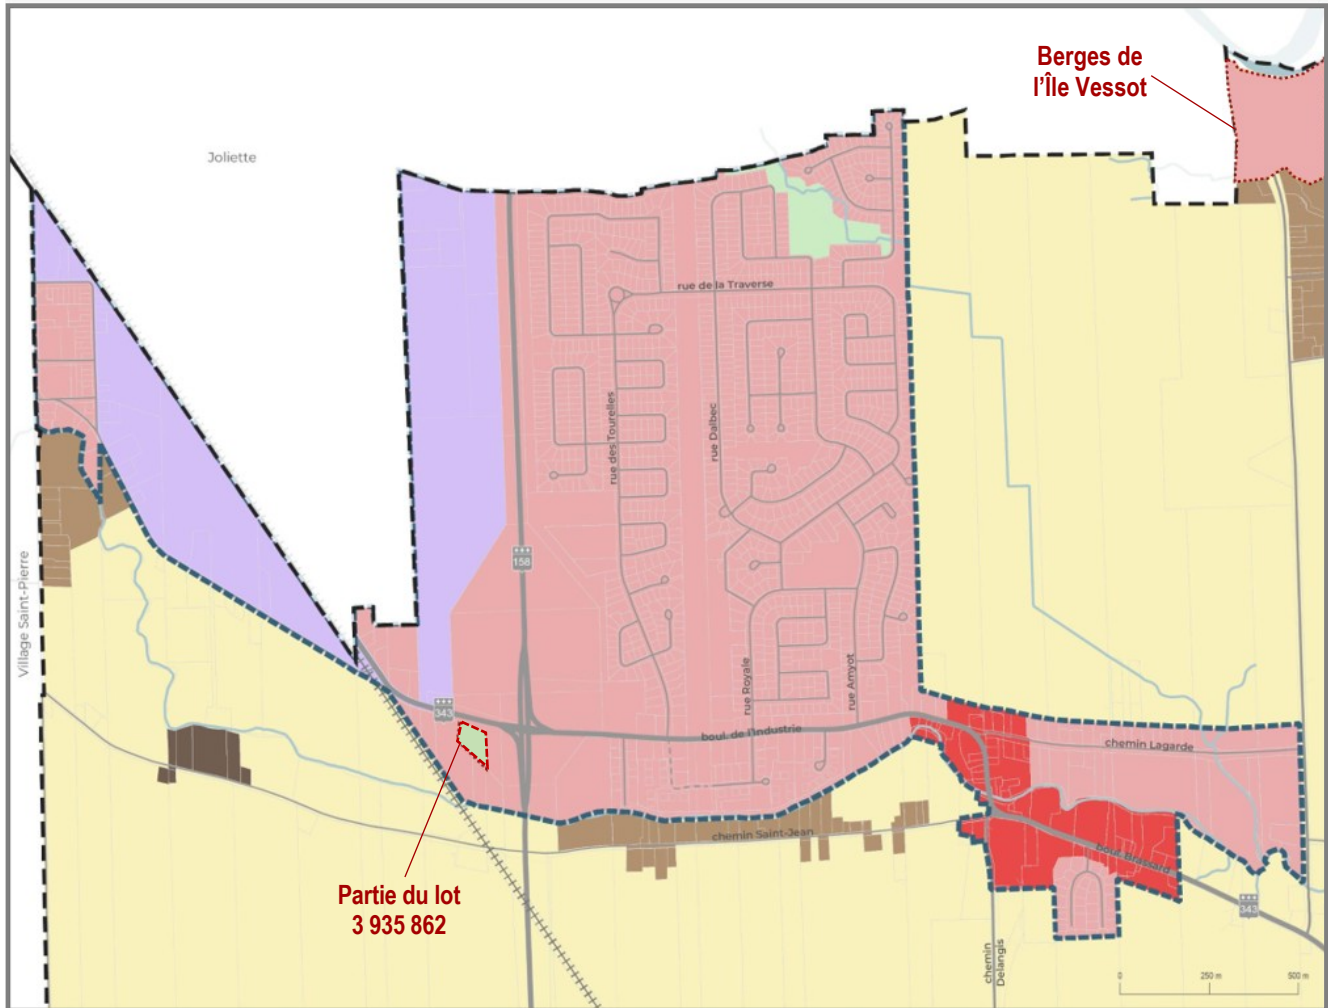 Berges de
l'Île Vessot
Joliette
rue de la Traverse
rue des Tourelles
rue Dalbec
158
Village Saint-Pierre
rue Royale
rue Amyot
343
boul. de l'Industrie
chemin Lagarde
chemin Saint-Jean
boul. Brassard
Partie du lot
3 935 862
343
chemin
Delangis
0 250 m 500 m